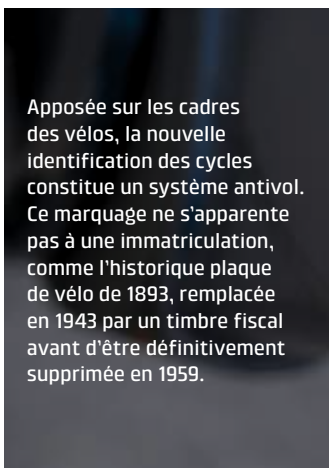 Apposée sur les cadres
des vélos, la nouvelle
identification des cycles
constitue un système antivol.
Ce marquage ne s'apparente
pas à une immatriculation,
comme l'historique plaque
de vélo de 1893, remplacée
en 1943 par un timbre fiscal
avant d'être définitivement
supprimée en 1959.